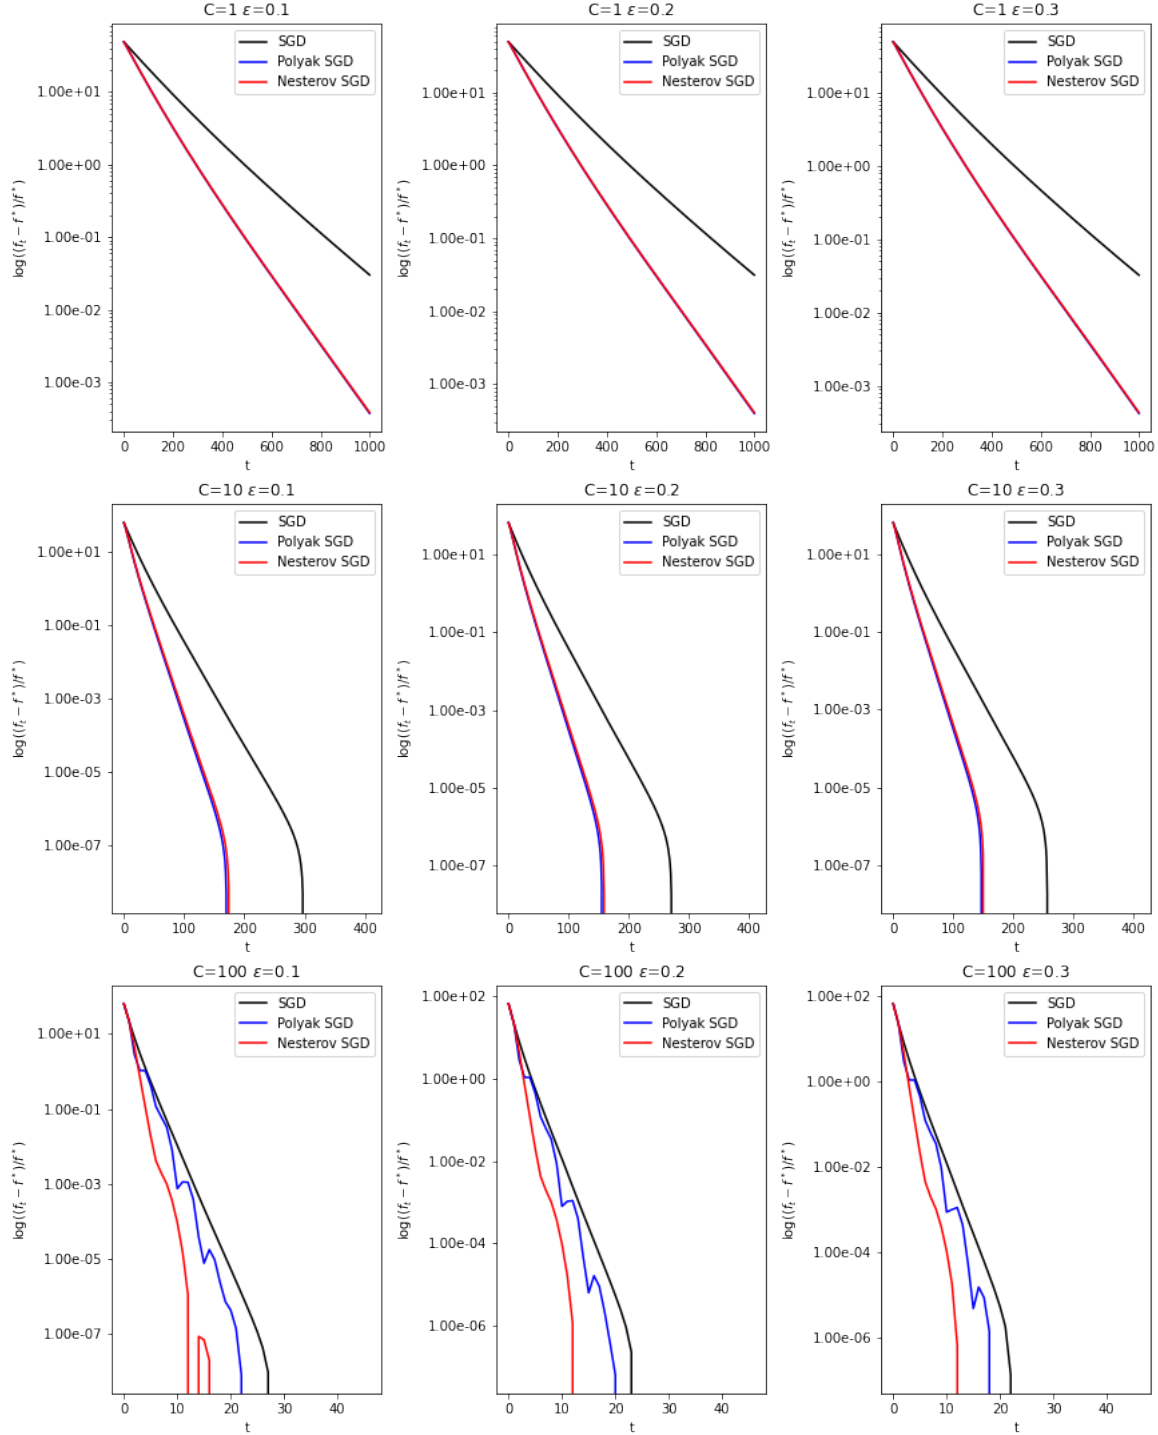 C=1 ε=0.1
SGD
Polyak SGD
Nesterov SGD
1.00e+01
1.00e+00
1.00e-01
1.00e-02
1.00e-03
log((f_t − f*)/f*)
0 200 400 600 800 1000
t
C=1 ε=0.2
SGD
Polyak SGD
Nesterov SGD
1.00e+01
1.00e+00
1.00e-01
1.00e-02
1.00e-03
log((f_t − f*)/f*)
0 200 400 600 800 1000
t
C=1 ε=0.3
SGD
Polyak SGD
Nesterov SGD
1.00e+01
1.00e+00
1.00e-01
1.00e-02
1.00e-03
log((f_t − f*)/f*)
0 200 400 600 800 1000
t
C=10 ε=0.1
SGD
Polyak SGD
Nesterov SGD
1.00e+01
1.00e-01
1.00e-03
1.00e-05
1.00e-07
log((f_t − f*)/f*)
0 100 200 300 400
t
C=10 ε=0.2
SGD
Polyak SGD
Nesterov SGD
1.00e+01
1.00e-01
1.00e-03
1.00e-05
1.00e-07
log((f_t − f*)/f*)
0 100 200 300 400
t
C=10 ε=0.3
SGD
Polyak SGD
Nesterov SGD
1.00e+01
1.00e-01
1.00e-03
1.00e-05
1.00e-07
log((f_t − f*)/f*)
0 100 200 300 400
t
C=100 ε=0.1
SGD
Polyak SGD
Nesterov SGD
1.00e+01
1.00e-01
1.00e-03
1.00e-05
1.00e-07
log((f_t − f*)/f*)
0 10 20 30 40
t
C=100 ε=0.2
SGD
Polyak SGD
Nesterov SGD
1.00e+02
1.00e+00
1.00e-02
1.00e-04
1.00e-06
log((f_t − f*)/f*)
0 10 20 30 40
t
C=100 ε=0.3
SGD
Polyak SGD
Nesterov SGD
1.00e+02
1.00e+00
1.00e-02
1.00e-04
1.00e-06
log((f_t − f*)/f*)
0 10 20 30 40
t